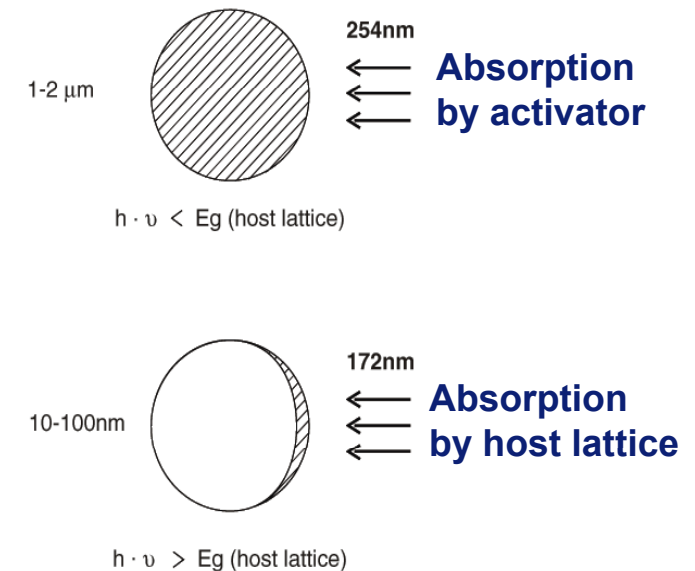 254nm
Absorption
by activator
1-2 μm
h · υ < Eg (host lattice)
172nm
Absorption
by host lattice
10-100nm
h · υ > Eg (host lattice)